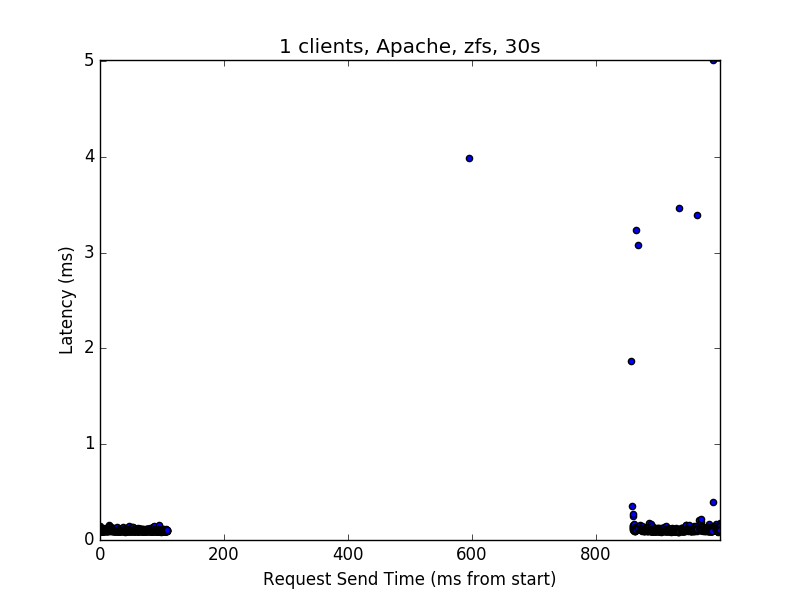 1 clients, Apache, zfs, 30s
5
4
3
2
1
0
Latency (ms)
0 200 400 600 800
Request Send Time (ms from start)